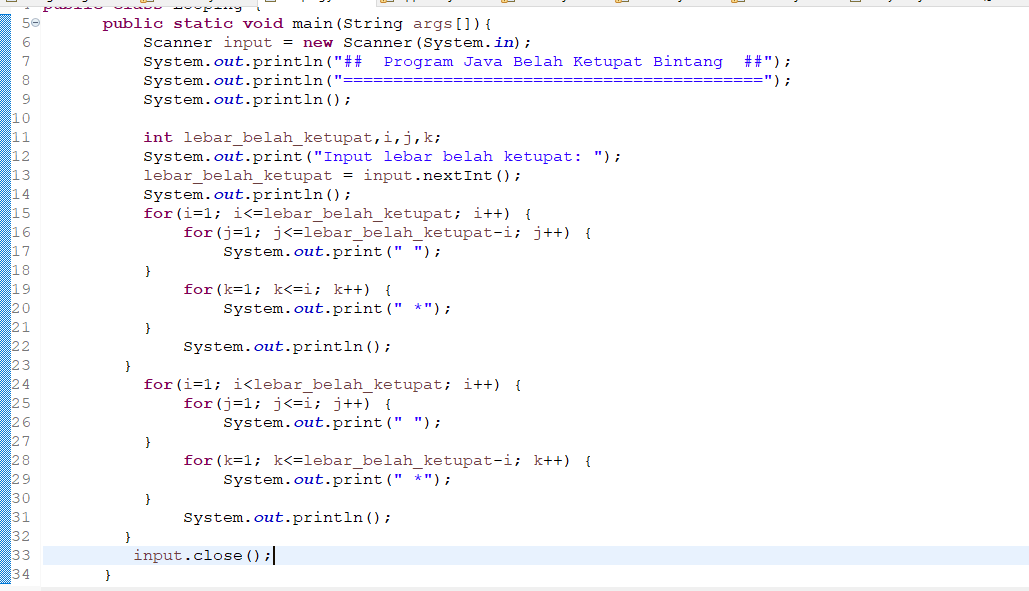 public class Looping {
5 public static void main(String args[]){
6 Scanner input = new Scanner(System.in);
7 System.out.println("##  Program Java Belah Ketupat Bintang  ##");
8 System.out.println("==========================================");
9 System.out.println();
10
11 int lebar_belah_ketupat,i,j,k;
12 System.out.print("Input lebar belah ketupat: ");
13 lebar_belah_ketupat = input.nextInt();
14 System.out.println();
15 for(i=1; i<=lebar_belah_ketupat; i++) {
16 for(j=1; j<=lebar_belah_ketupat-i; j++) {
17 System.out.print(" ");
18 }
19 for(k=1; k<=i; k++) {
20 System.out.print(" *");
21 }
22 System.out.println();
23 }
24 for(i=1; i<lebar_belah_ketupat; i++) {
25 for(j=1; j<=i; j++) {
26 System.out.print(" ");
27 }
28 for(k=1; k<=lebar_belah_ketupat-i; k++) {
29 System.out.print(" *");
30 }
31 System.out.println();
32 }
33 input.close();
34 }